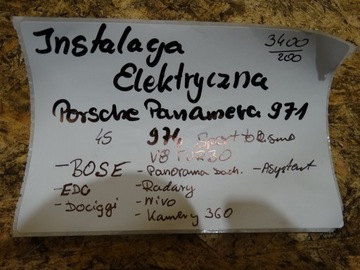 Instalacja
3400
200
Elektryczna
Porsche Panamera 971
4S 971 Sport turismo
V8 TURBO
- BOSE - Panorama Dach. - Asystent
- EDC - Radary
- Dociągi - Nivo
- Kamery 360